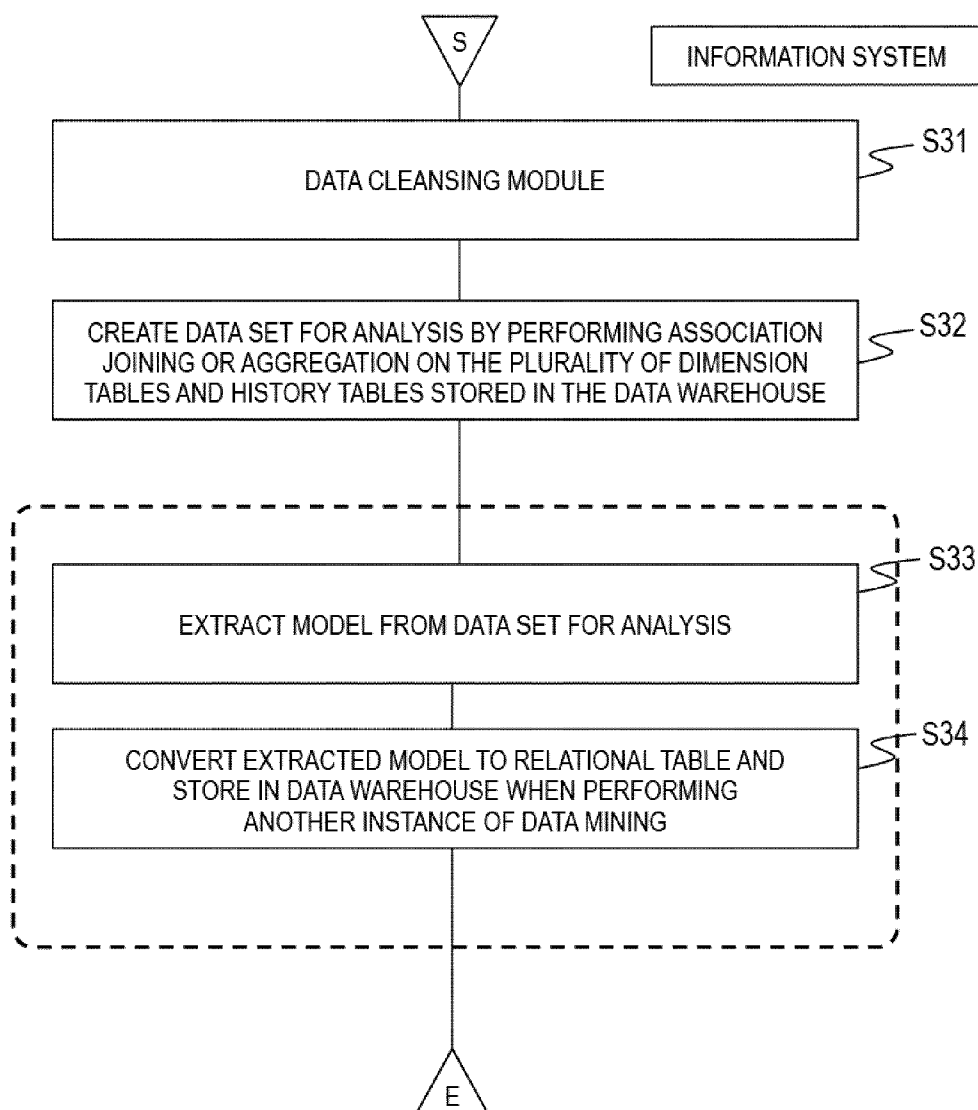 S
INFORMATION SYSTEM
S31
DATA CLEANSING MODULE
S32
CREATE DATA SET FOR ANALYSIS BY PERFORMING ASSOCIATION
JOINING OR AGGREGATION ON THE PLURALITY OF DIMENSION
TABLES AND HISTORY TABLES STORED IN THE DATA WAREHOUSE
S33
EXTRACT MODEL FROM DATA SET FOR ANALYSIS
S34
CONVERT EXTRACTED MODEL TO RELATIONAL TABLE AND
STORE IN DATA WAREHOUSE WHEN PERFORMING
ANOTHER INSTANCE OF DATA MINING
E